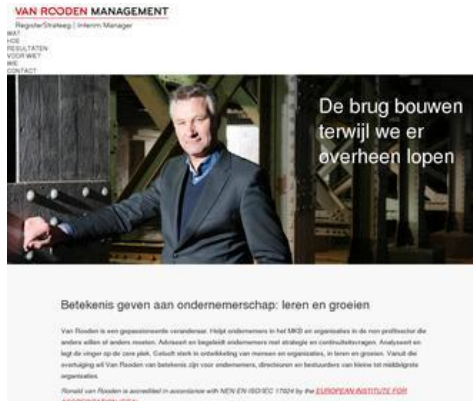 VAN ROODEN MANAGEMENT
RegisterStrateeg | Interim Manager
WAT
HOE
RESULTATEN
VOOR WIE?
WIE
CONTACT
De brug bouwen
terwijl we er
overheen lopen
Betekenis geven aan ondernemerschap: leren en groeien
Van Rooden is een gepassioneerde veranderaar. Helpt ondernemers in het MKB en organisaties in de non profitsector die
anders willen of anders moeten. Adviseert en begeleidt ondernemers met strategie en continuïteitsvragen. Analyseert en
legt de vinger op de zere plek. Gelooft sterk in ontwikkeling van mensen en organisaties, in leren en groeien. Vanuit die
overtuiging wil Van Rooden van betekenis zijn voor ondernemers, directeuren en bestuurders van kleine tot middelgrote
organisaties.
Ronald van Rooden is accredited in accordance with NEN-EN-ISO/IEC 17024 by the EUROPEAN INSTITUTE FOR